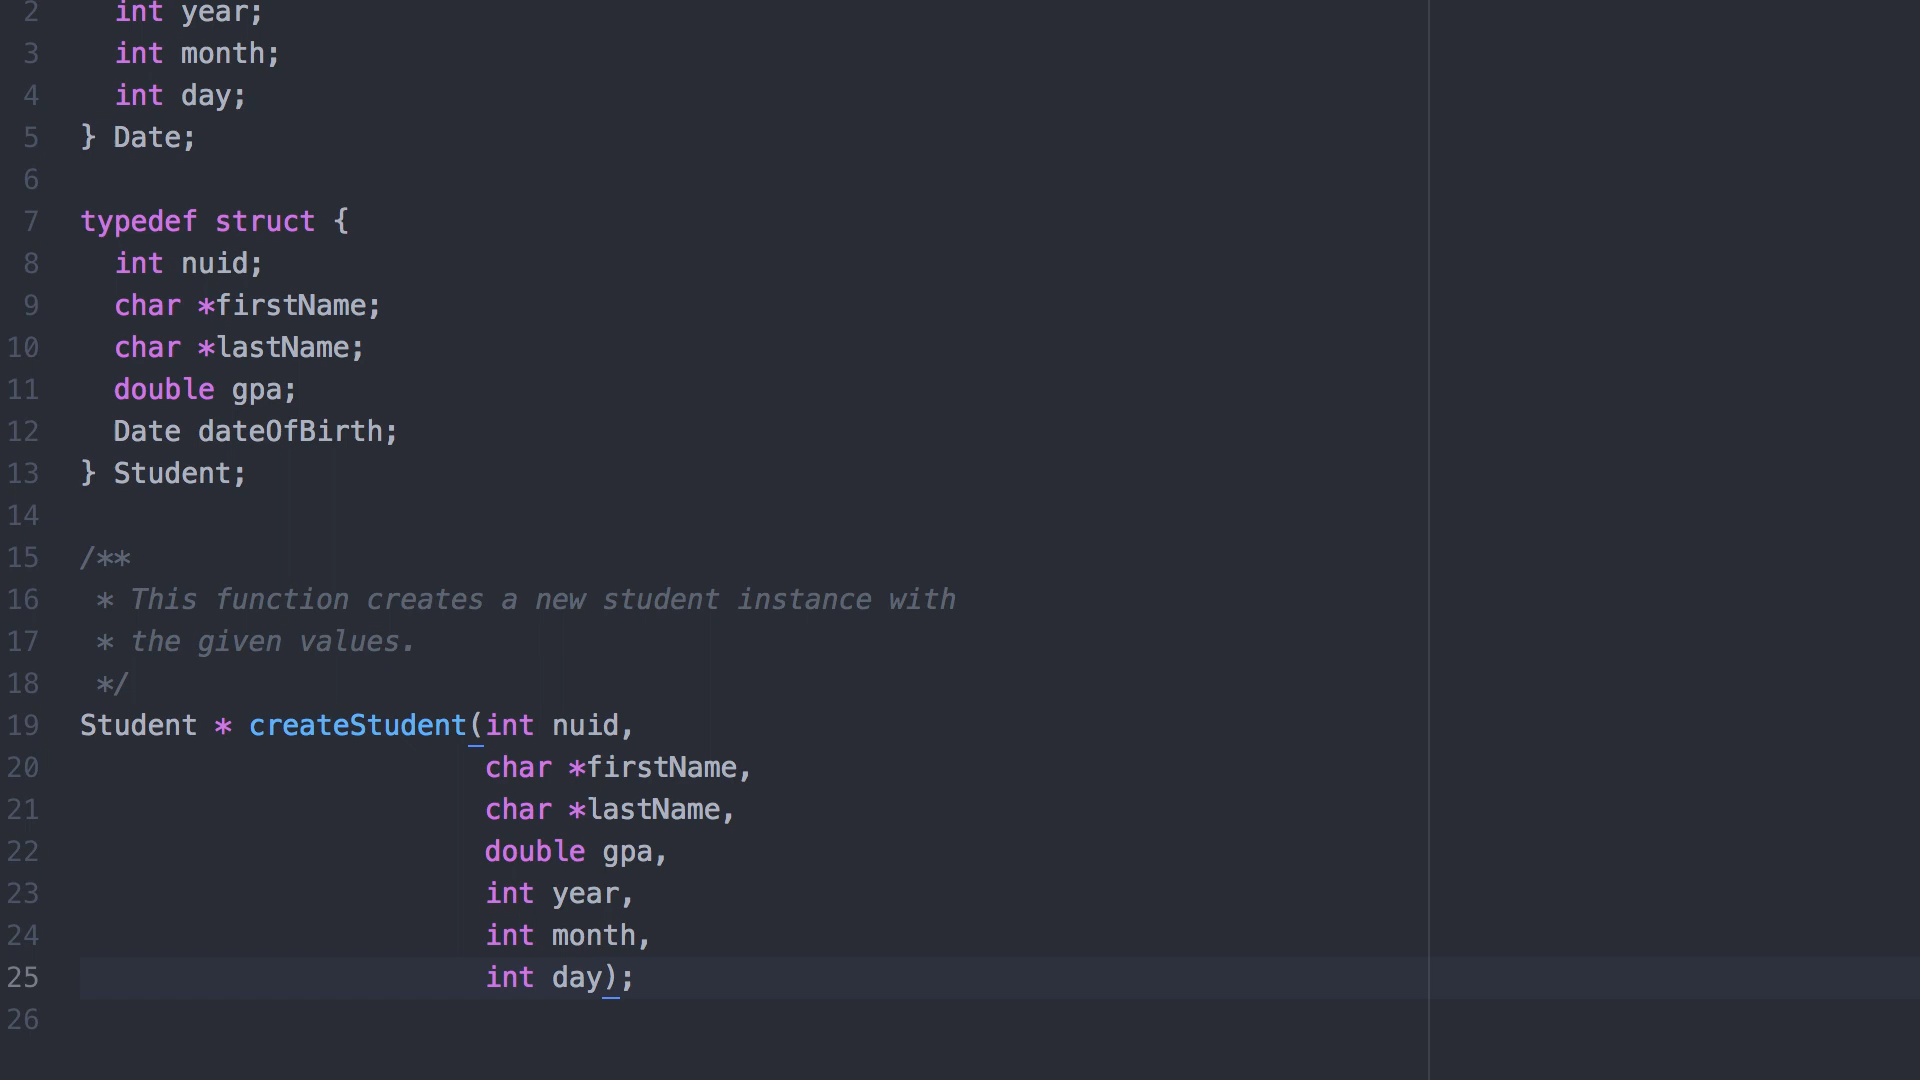 2 int year;
3 int month;
4 int day;
5 } Date;
6
7 typedef struct {
8 int nuid;
9 char *firstName;
10 char *lastName;
11 double gpa;
12 Date dateOfBirth;
13 } Student;
14
15 /**
16 * This function creates a new student instance with
17 * the given values.
18 */
19 Student * createStudent(int nuid,
20 char *firstName,
21 char *lastName,
22 double gpa,
23 int year,
24 int month,
25 int day);
26